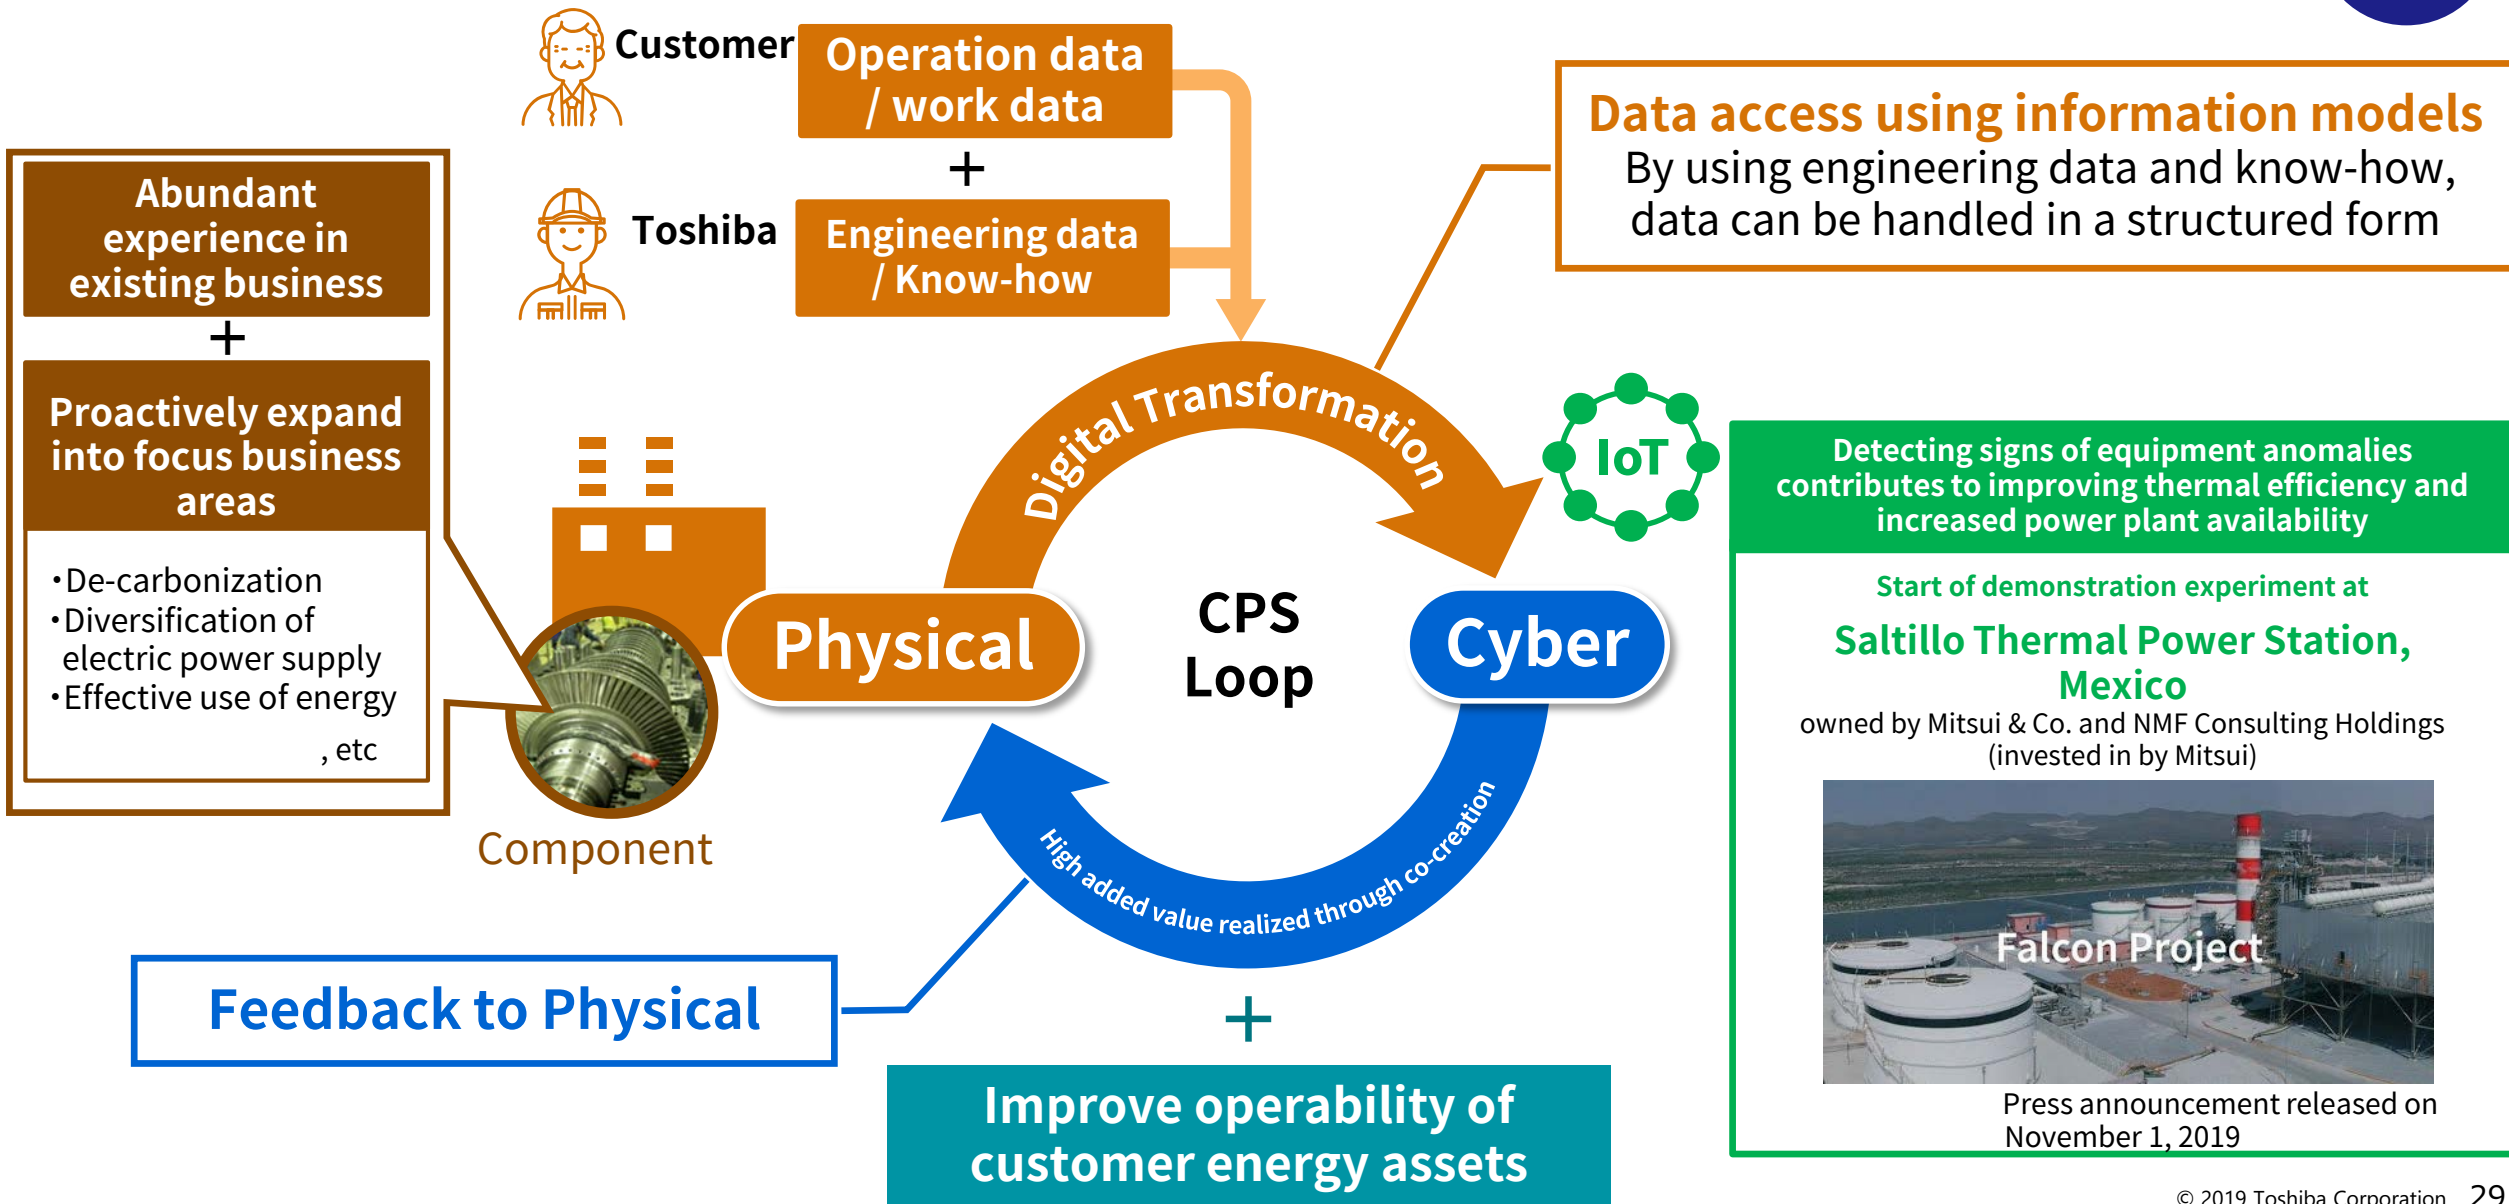 Customer
Operation data
/ work data
+
Toshiba
Engineering data
/ Know-how
Data access using information models
By using engineering data and know-how,
data can be handled in a structured form
Abundant
experience in
existing business
+
Proactively expand
into focus business
areas
・De-carbonization
・Diversification of
electric power supply
・Effective use of energy
, etc
Component
Digital Transformation
Physical
CPS
Loop
Cyber
IoT
High added value realized through co-creation
Feedback to Physical
+
Improve operability of
customer energy assets
Detecting signs of equipment anomalies
contributes to improving thermal efficiency and
increased power plant availability
Start of demonstration experiment at
Saltillo Thermal Power Station,
Mexico
owned by Mitsui & Co. and NMF Consulting Holdings
(invested in by Mitsui)
Falcon Project
Press announcement released on
November 1, 2019
© 2019 Toshiba Corporation 29